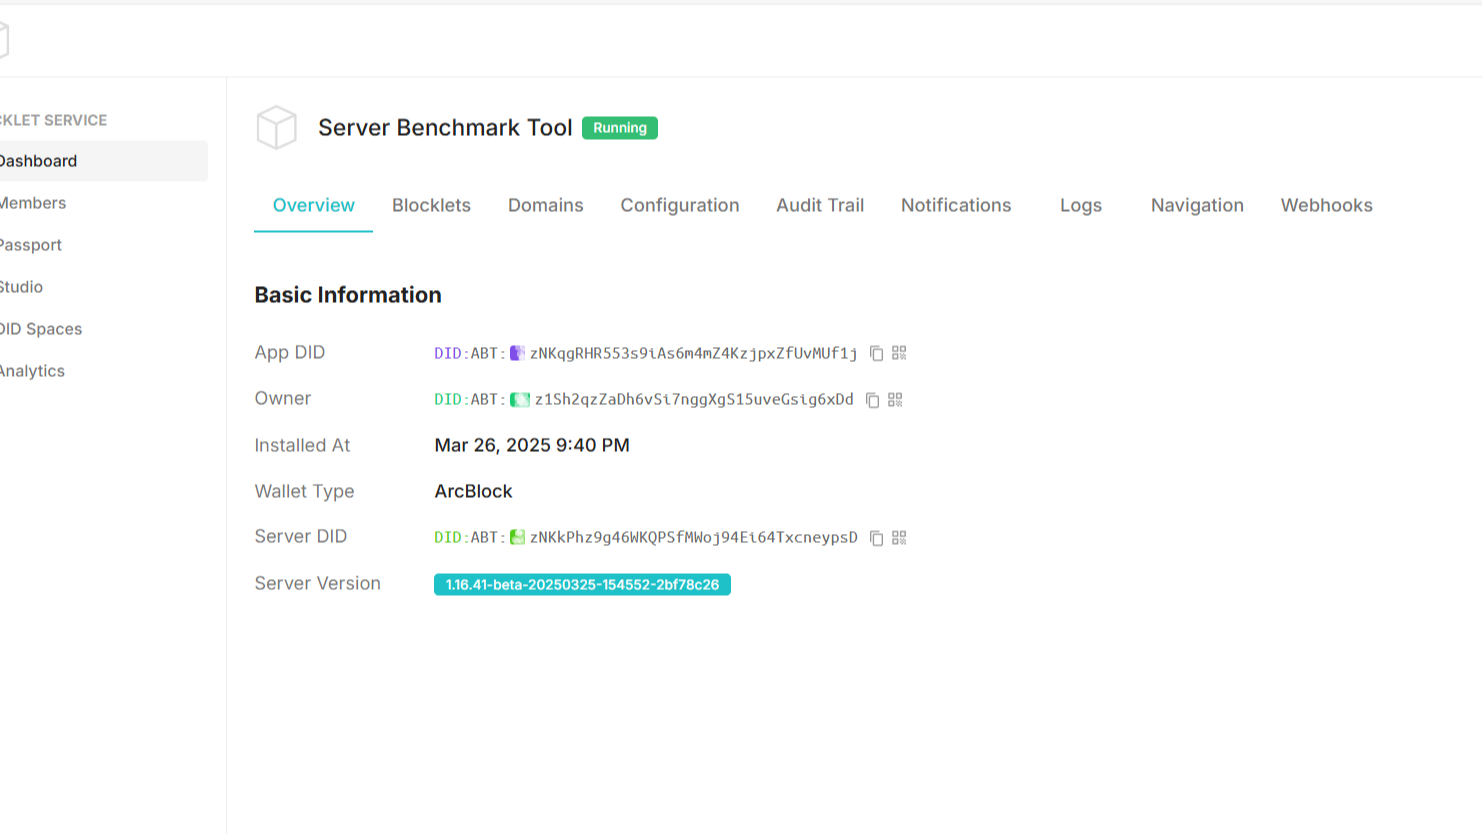 CKLET SERVICE
Dashboard
Members
Passport
Studio
DID Spaces
Analytics
Server Benchmark Tool
Running
Overview Blocklets Domains Configuration Audit Trail Notifications Logs Navigation Webhooks
Basic Information
App DID DID:ABT:zNKqgRHR553s9iAs6m4mZ4KzjpxZfUvMUf1j
Owner DID:ABT:z1Sh2qzZaDh6vSi7nggXgS15uveGsig6xDd
Installed At Mar 26, 2025 9:40 PM
Wallet Type ArcBlock
Server DID DID:ABT:zNKkPhz9g46WKQPSfMWoj94Ei64TxcneypsD
Server Version 1.16.41-beta-20250325-154552-2bf78c26